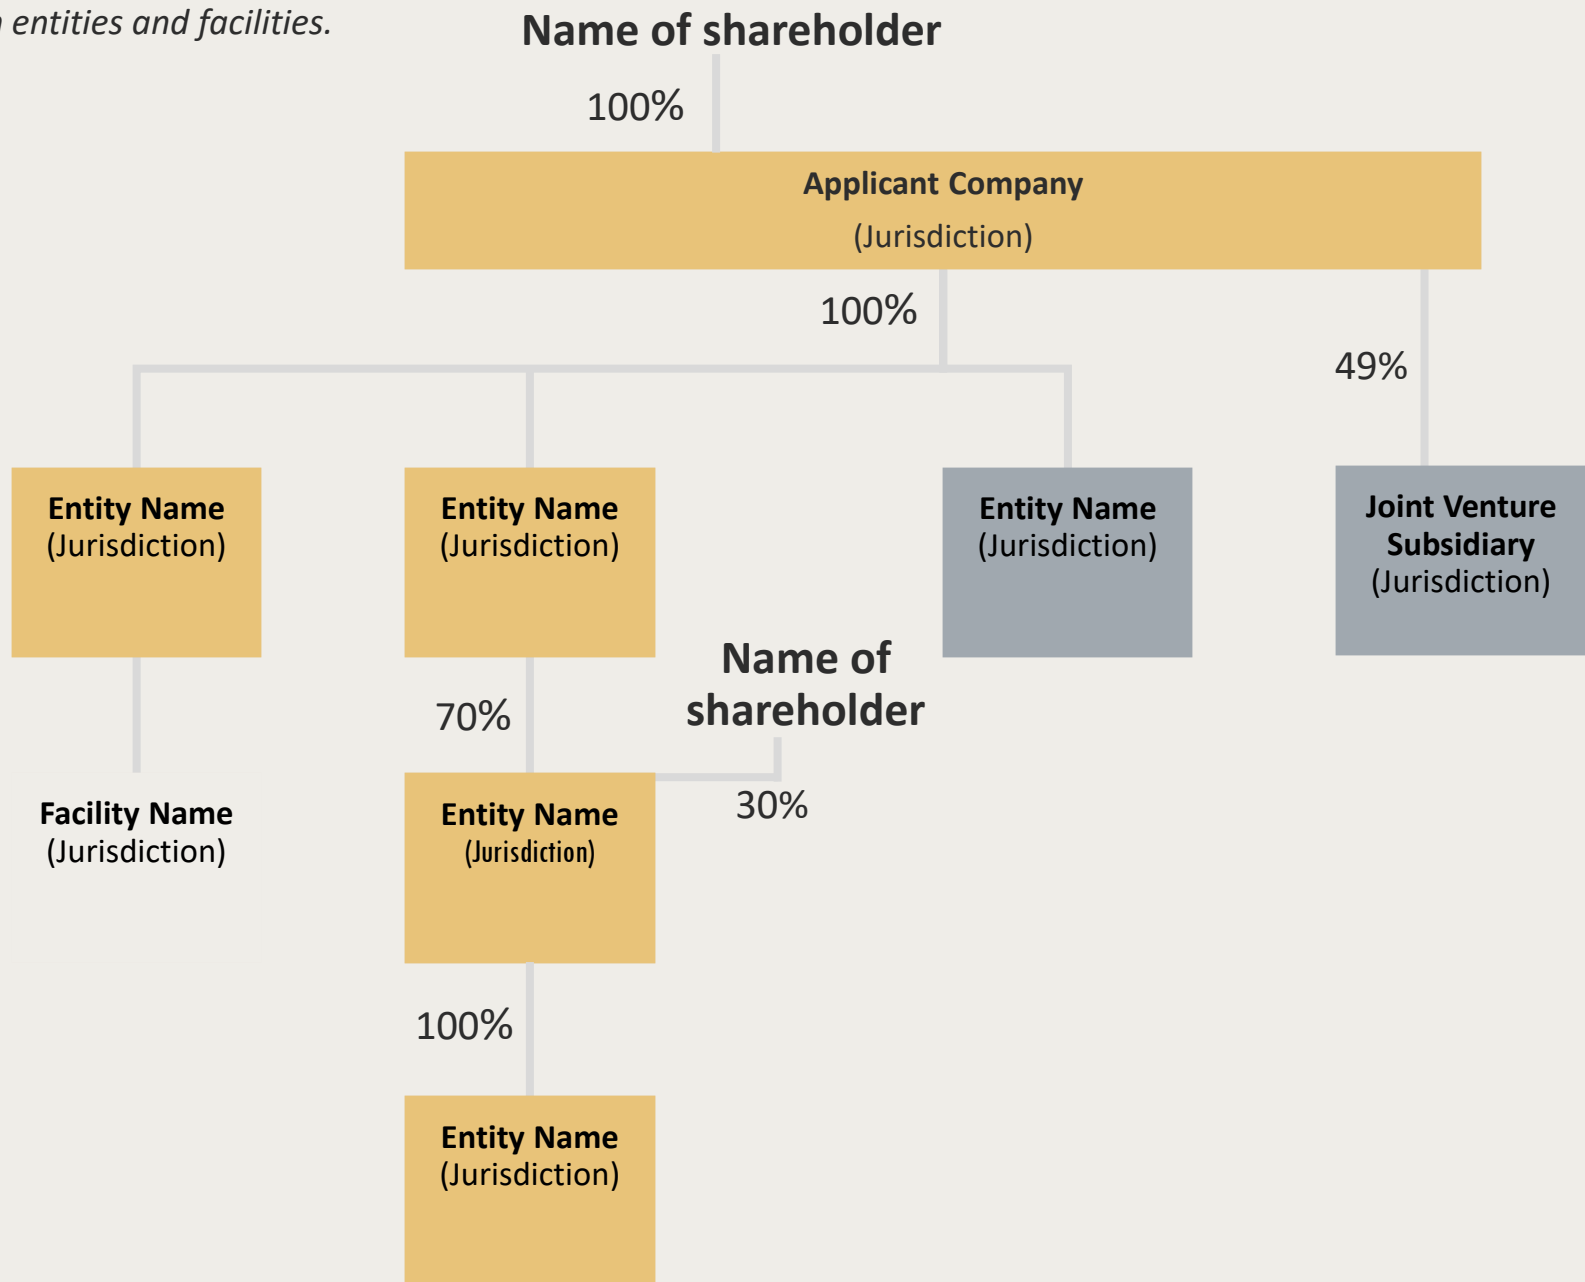 entities and facilities.
Name of shareholder
100%
Applicant Company
(Jurisdiction)
100%
49%
Entity Name
(Jurisdiction)
Entity Name
(Jurisdiction)
Entity Name
(Jurisdiction)
Joint Venture
Subsidiary
(Jurisdiction)
Name of
shareholder
70%
30%
Facility Name
(Jurisdiction)
Entity Name
(Jurisdiction)
100%
Entity Name
(Jurisdiction)